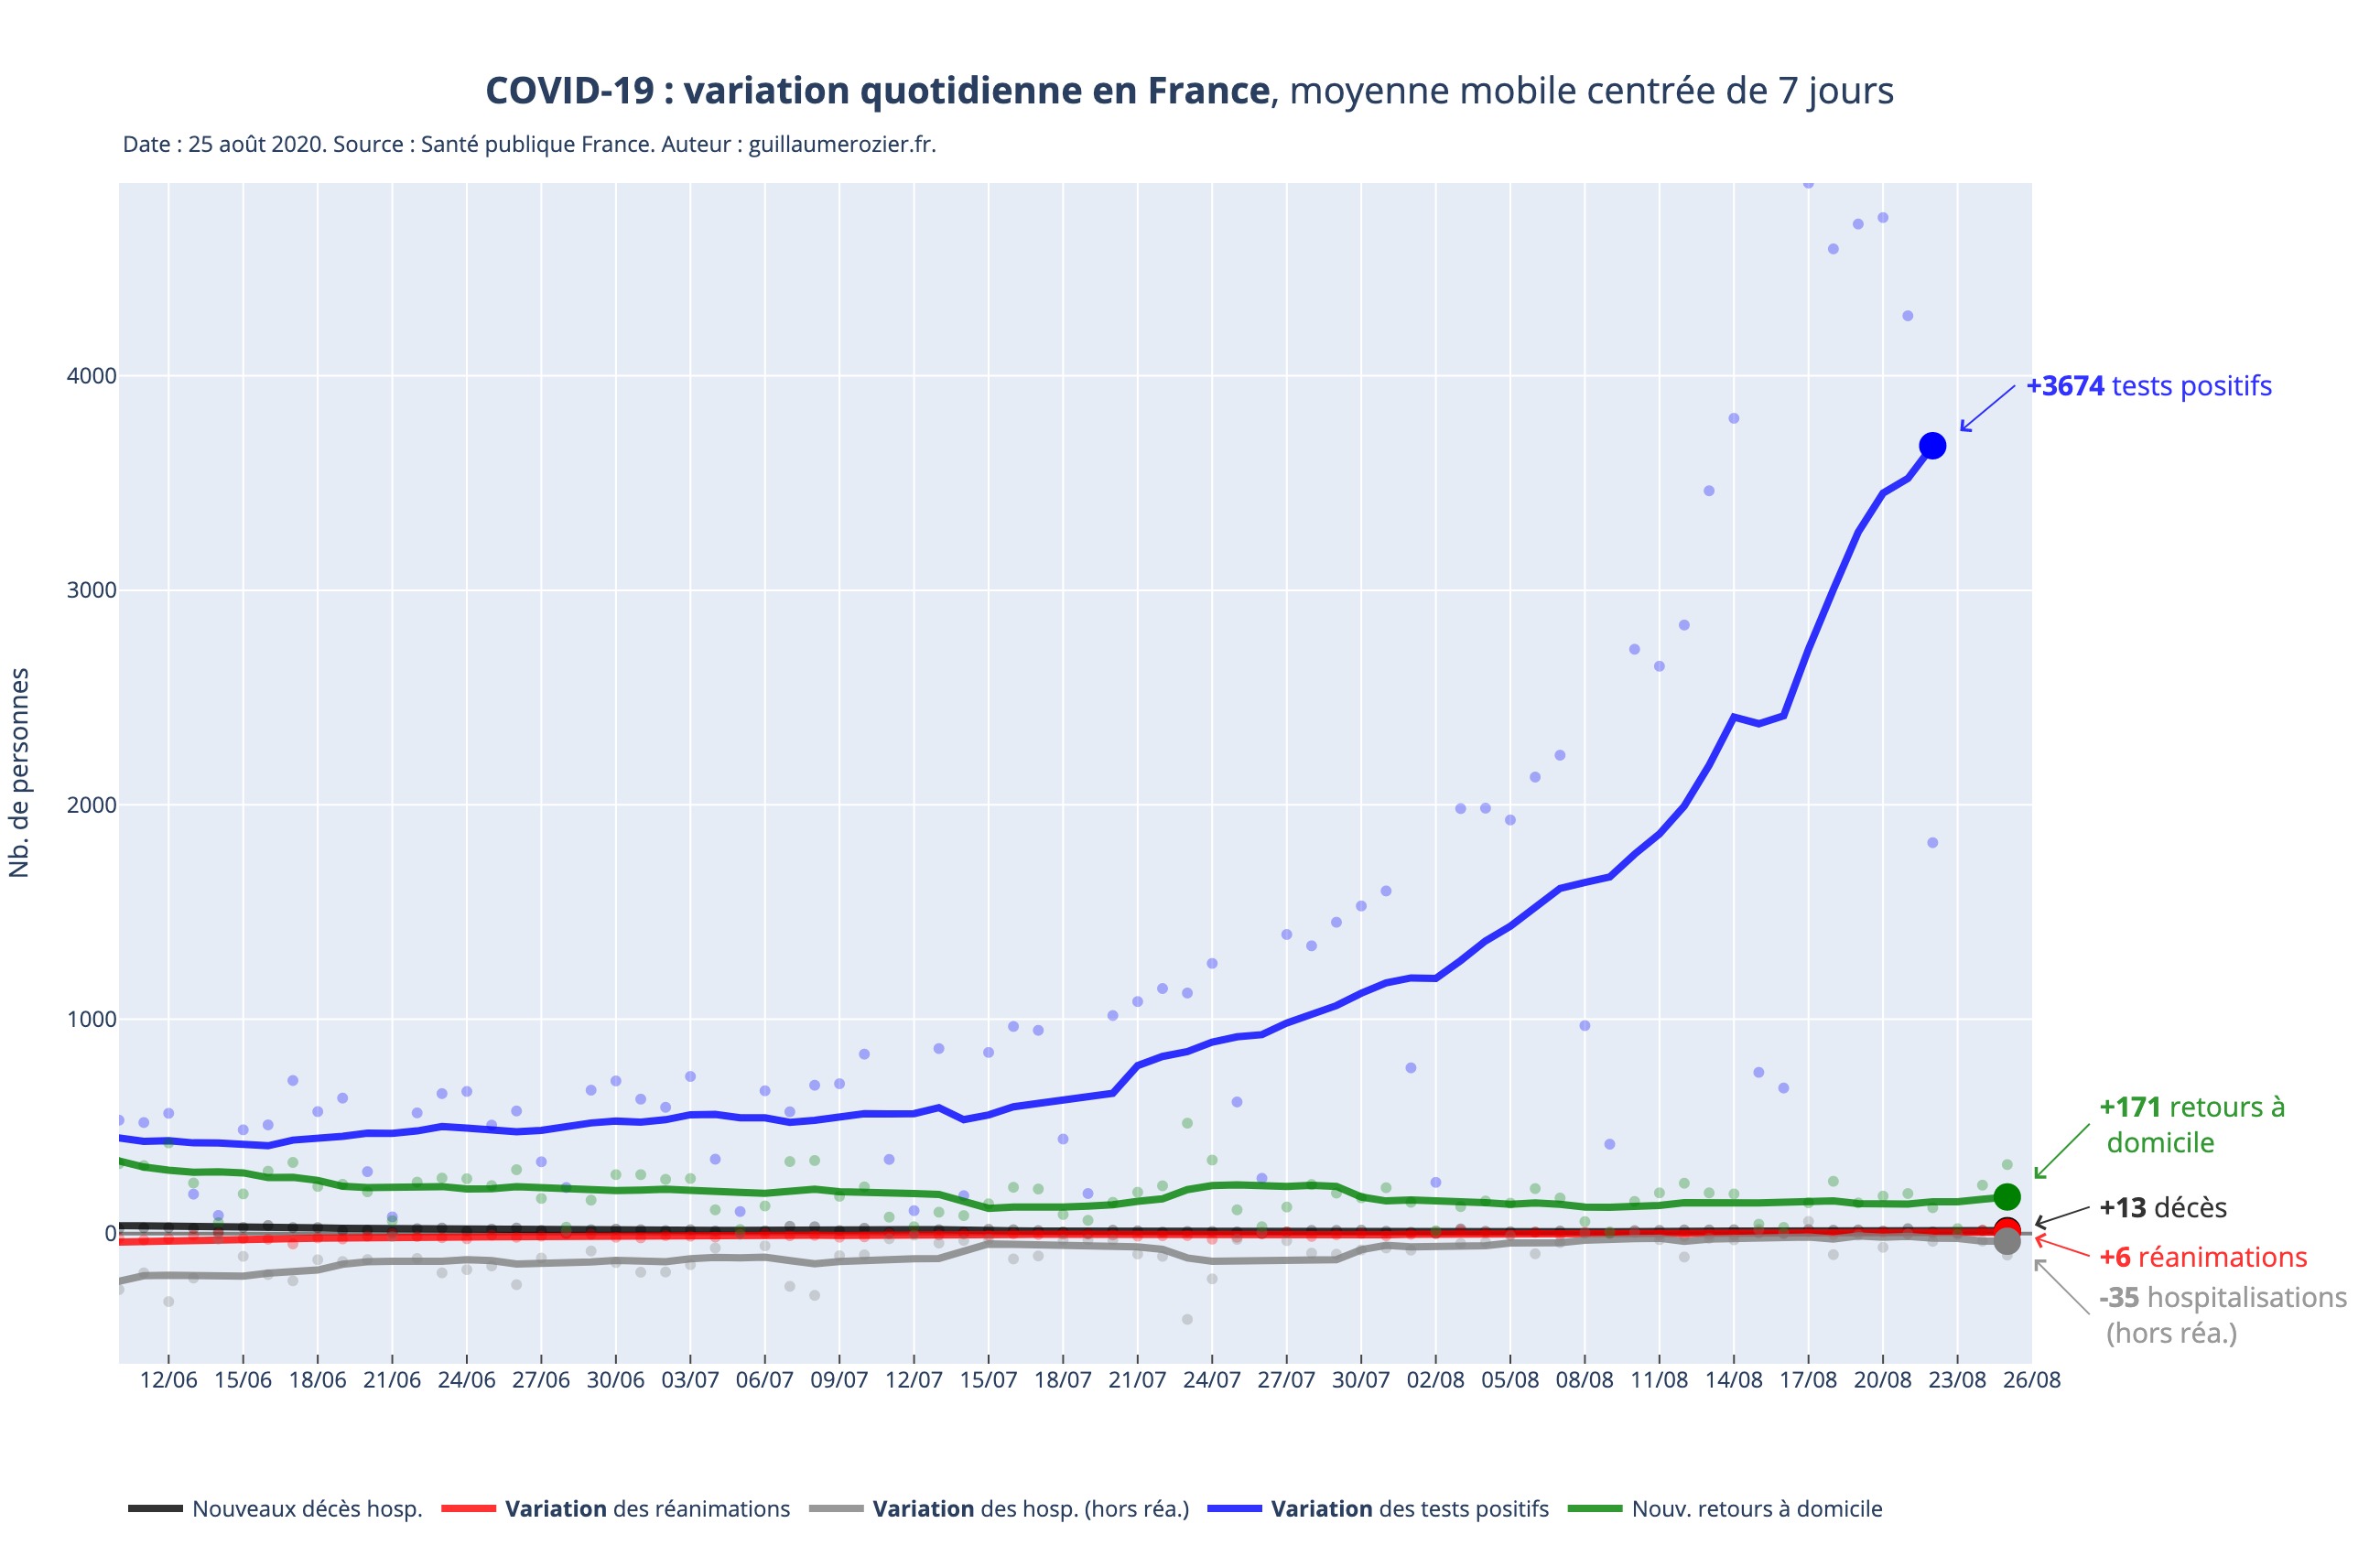 COVID-19 : variation quotidienne en France, moyenne mobile centrée de 7 jours
Date : 25 août 2020. Source : Santé publique France. Auteur : guillaumerozier.fr.
Nb. de personnes
4000
3000
2000
1000
0
+3674 tests positifs
+171 retours à
domicile
+13 décès
+6 réanimations
-35 hospitalisations
(hors réa.)
12/06 15/06 18/06 21/06 24/06 27/06 30/06 03/07 06/07 09/07 12/07 15/07 18/07 21/07 24/07 27/07 30/07 02/08 05/08 08/08 11/08 14/08 17/08 20/08 23/08 26/08
Nouveaux décès hosp. Variation des réanimations Variation des hosp. (hors réa.) Variation des tests positifs Nouv. retours à domicile